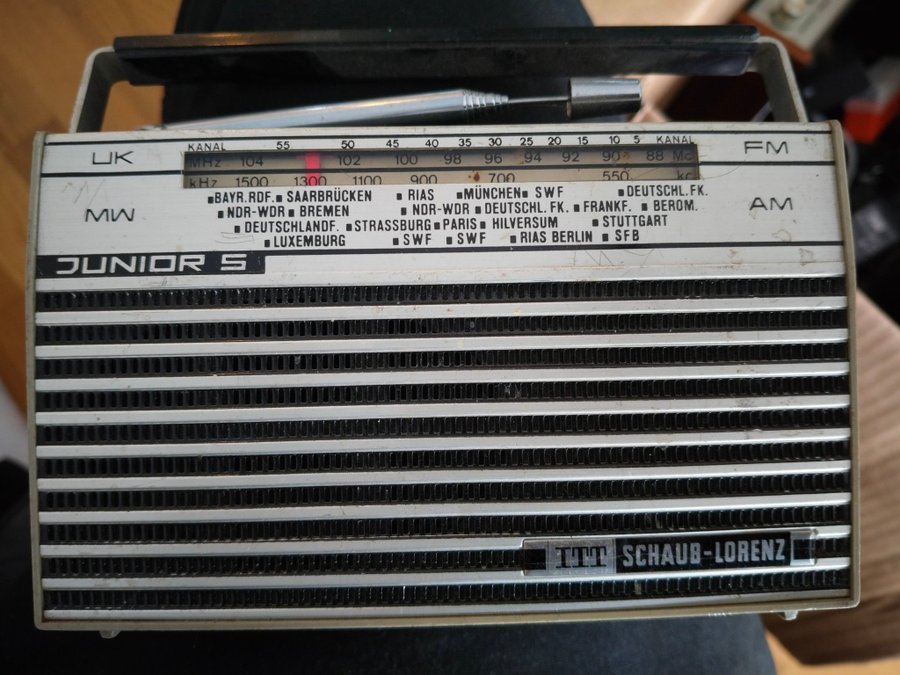 KANAL 55 50 45 40 35 30 25 20 15 10 5 KANAL
UK MHz 104 102 100 98 96 94 92 90 88 Mc FM
kHz 1500 1300 1100 900 700 550 kc
BAYR.RDF. SAARBRÜCKEN RIAS MÜNCHEN SWF DEUTSCHL.FK.
MW NDR-WDR BREMEN NDR-WDR DEUTSCHL.FK. FRANKF. BEROM. AM
DEUTSCHLANDF. STRASSBURG PARIS HILVERSUM STUTTGART
LUXEMBURG SWF SWF RIAS BERLIN SFB
JUNIOR S
SCHAUB-LORENZ